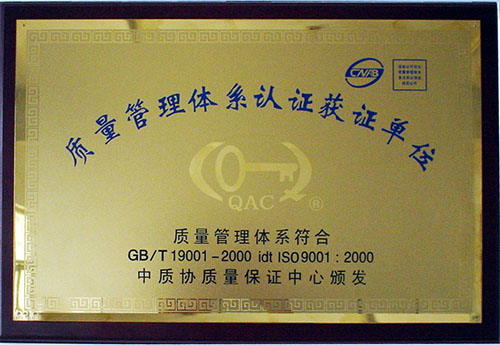 CNAB
质量管理体系认证获证单位
QAC ®
质量管理体系符合
GB/T 19001-2000 idt ISO9001:2000
中质协质量保证中心颁发